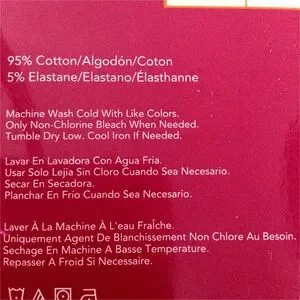 95% Cotton/Algodón/Coton
5% Elastane/Elastano/Élasthanne
Machine Wash Cold With Like Colors.
Only Non-Chlorine Bleach When Needed.
Tumble Dry Low. Cool Iron If Needed.
Lavar En Lavadora Con Agua Fria.
Usar Solo Lejía Sin Cloro Cuando Sea Necesario.
Secar En Secadora.
Planchar En Frío Cuando Sea Necesario.
Laver À La Machine À L'eau Fraîche.
Uniquement Agent De Blanchissement Non Chlore Au Besoin.
Sechage En Machine A Basse Temperature.
Repasser A Froid Si Necessaire.